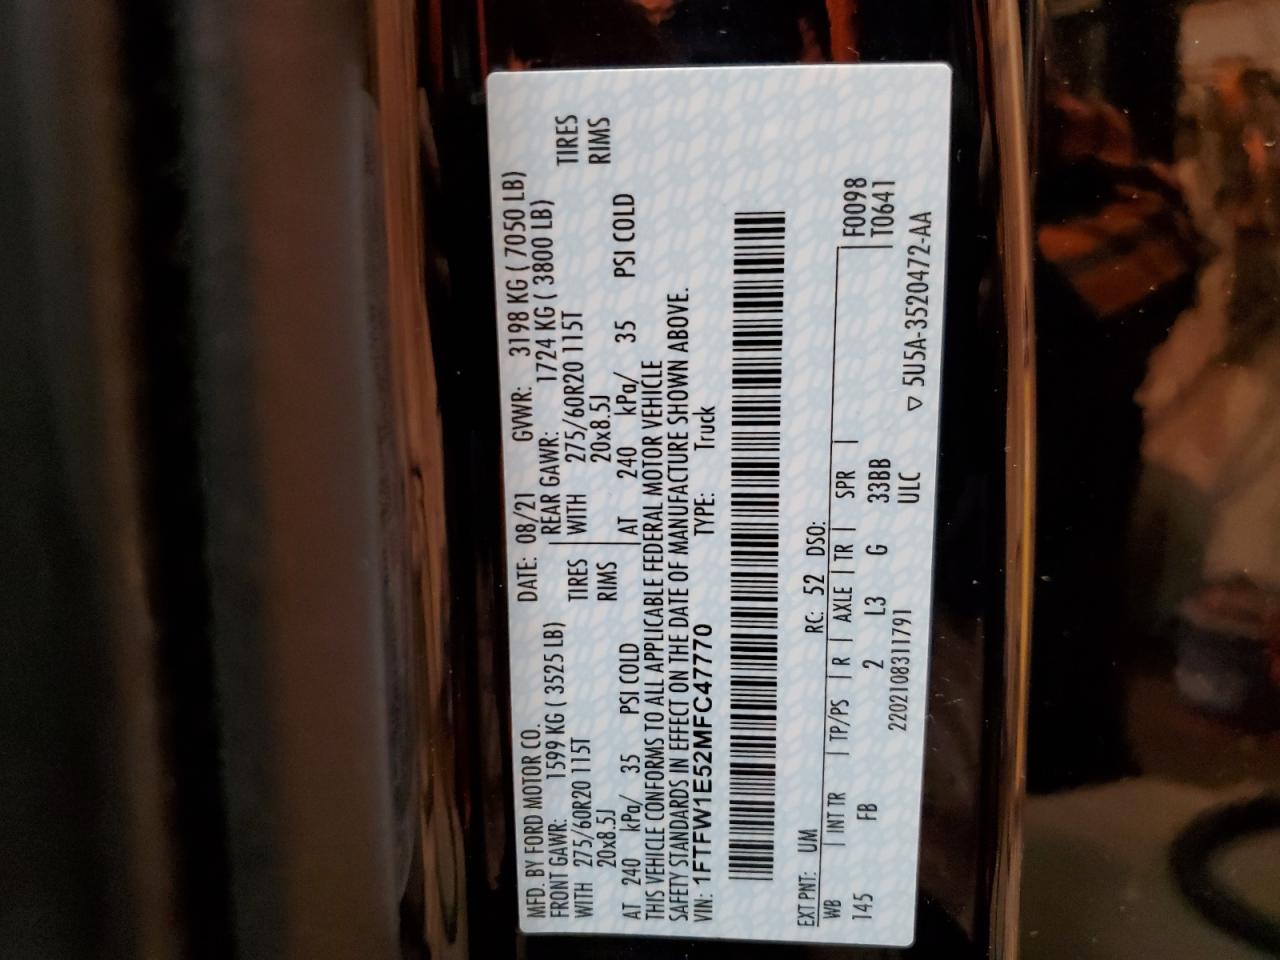 MFD. BY FORD MOTOR CO. DATE: 08/21 GVWR: 3198 KG ( 7050 LB)
FRONT GAWR: 1599 KG ( 3525 LB) REAR GAWR: 1724 KG ( 3800 LB)
WITH 275/60R20 115T TIRES WITH 275/60R20 115T TIRES
20x8.5J RIMS 20x8.5J RIMS
AT 240 kPa/ 35 PSI COLD AT 240 kPa/ 35 PSI COLD
THIS VEHICLE CONFORMS TO ALL APPLICABLE FEDERAL MOTOR VEHICLE
SAFETY STANDARDS IN EFFECT ON THE DATE OF MANUFACTURE SHOWN ABOVE.
VIN: 1FTFW1E52MFC47770 TYPE: Truck
EXT PNT: UM RC: 52 DSO:
WB INT TR TP/PS R AXLE TR SPR F0098
145 FB 2 L3 G 33BB T0641
2202108311791 ULC
▽ 5U5A-3520472-AA